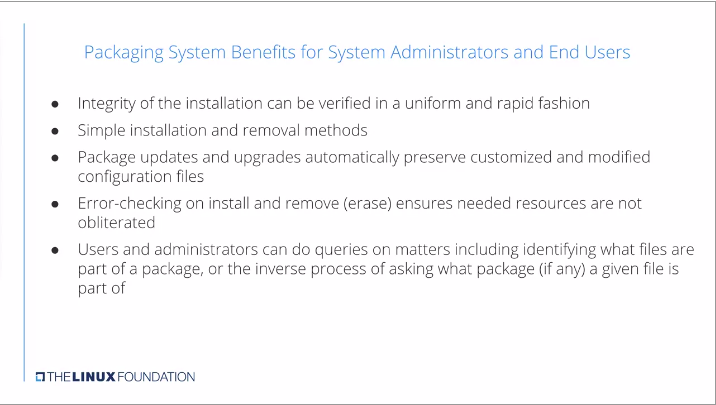 Packaging System Benefits for System Administrators and End Users
● Integrity of the installation can be verified in a uniform and rapid fashion
● Simple installation and removal methods
● Package updates and upgrades automatically preserve customized and modified
configuration files
● Error-checking on install and remove (erase) ensures needed resources are not
obliterated
● Users and administrators can do queries on matters including identifying what files are
part of a package, or the inverse process of asking what package (if any) a given file is
part of
THE LINUX FOUNDATION